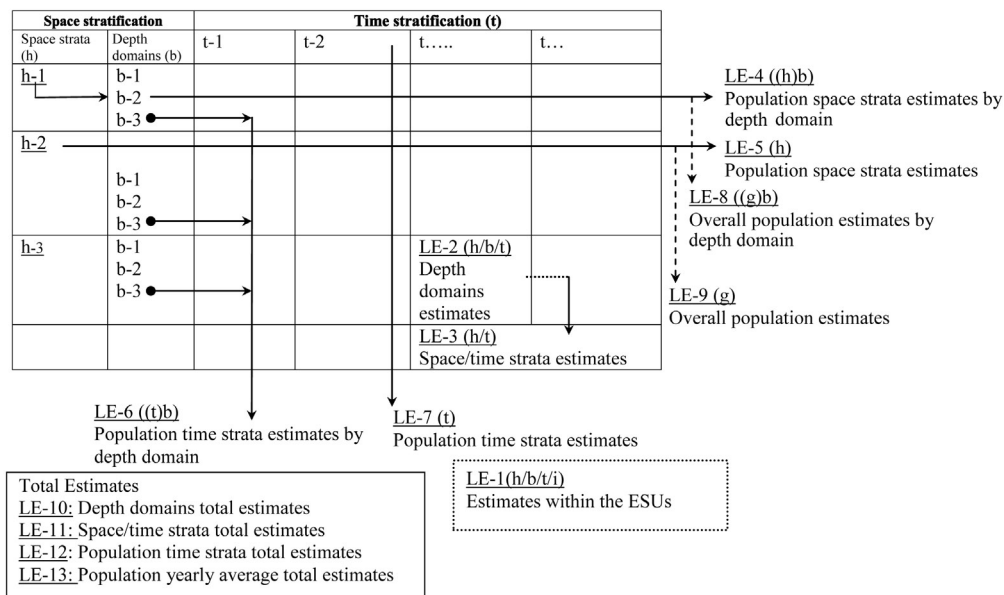 Space stratification
Time stratification (t)
Space strata
(h)
Depth
domains (b)
t-1
t-2
t…..
t…
h-1
b-1
b-2
b-3
h-2
b-1
b-2
b-3
h-3
b-1
b-2
b-3
LE-2 (h/b/t)
Depth
domains
estimates
LE-3 (h/t)
Space/time strata estimates
LE-4 ((h)b)
Population space strata estimates by
depth domain
LE-5 (h)
Population space strata estimates
LE-8 ((g)b)
Overall population estimates by
depth domain
LE-9 (g)
Overall population estimates
LE-6 ((t)b)
Population time strata estimates by
depth domain
LE-7 (t)
Population time strata estimates
Total Estimates
LE-10: Depth domains total estimates
LE-11: Space/time strata total estimates
LE-12: Population time strata total estimates
LE-13: Population yearly average total estimates
LE-1(h/b/t/i)
Estimates within the ESUs